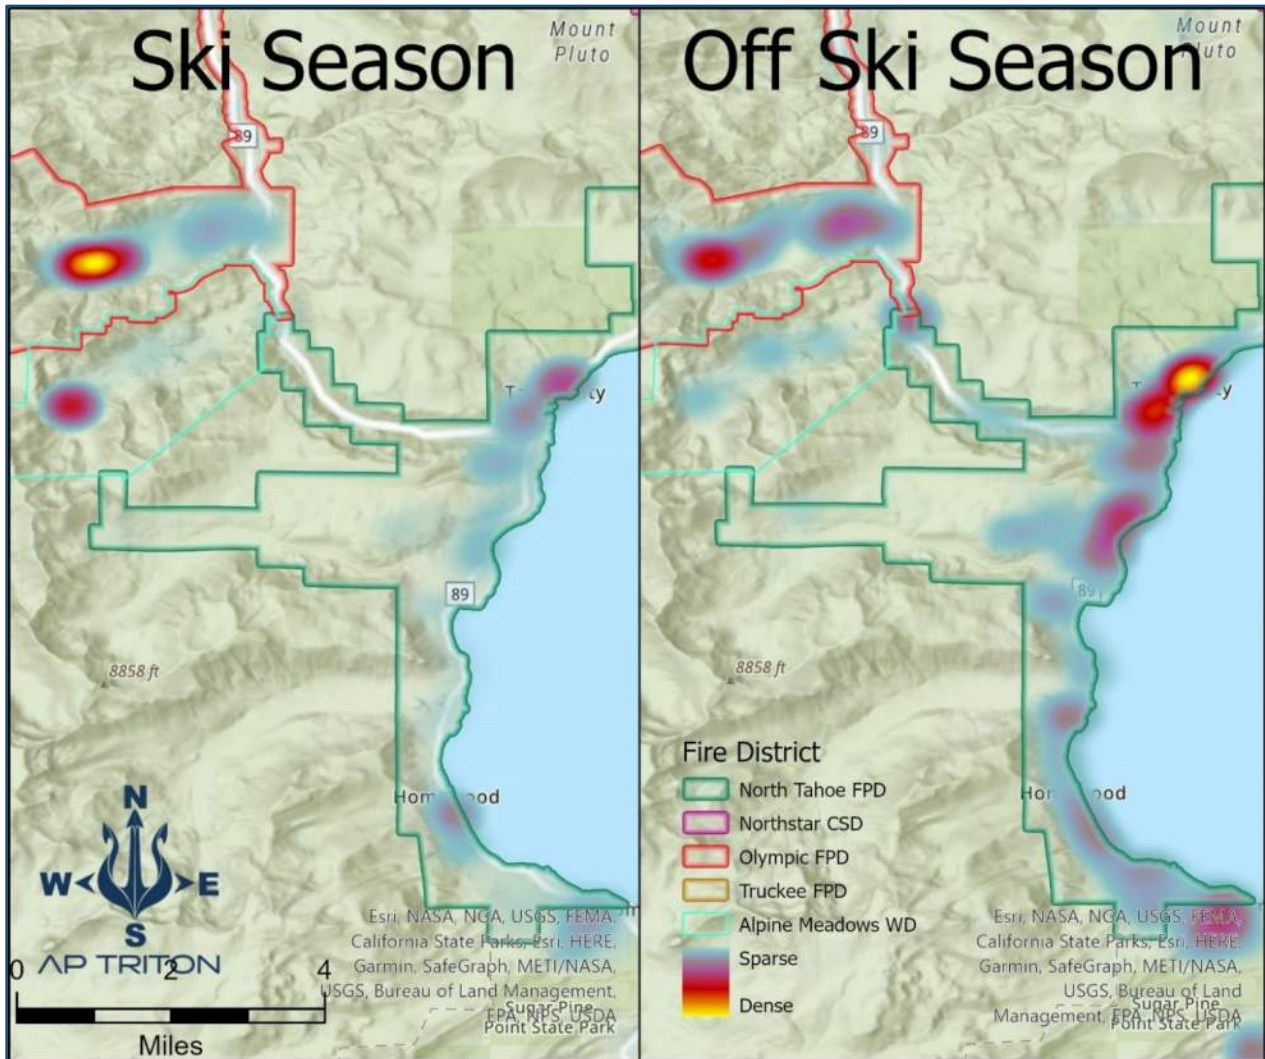 Ski Season
Mount
Pluto
89
89
8858 ft
N
W E
S
AP TRITON
0 2 4
Miles
Esri, NASA, NGA, USGS, FEMA,
California State Parks, Esri, HERE,
Garmin, SafeGraph, METI/NASA,
USGS, Bureau of Land Management,
EPA, NPS, USDA
Sugar Pine
Point State Park
Off Ski Season
Mount
Pluto
89
89
8858 ft
Fire District
North Tahoe FPD
Northstar CSD
Olympic FPD
Truckee FPD
Alpine Meadows WD
Sparse
Dense
Esri, NASA, NGA, USGS, FEMA,
California State Parks, Esri, HERE,
Garmin, SafeGraph, METI/NASA,
USGS, Bureau of Land
Management, EPA, NPS, USDA
Sugar Pine
Point State Park